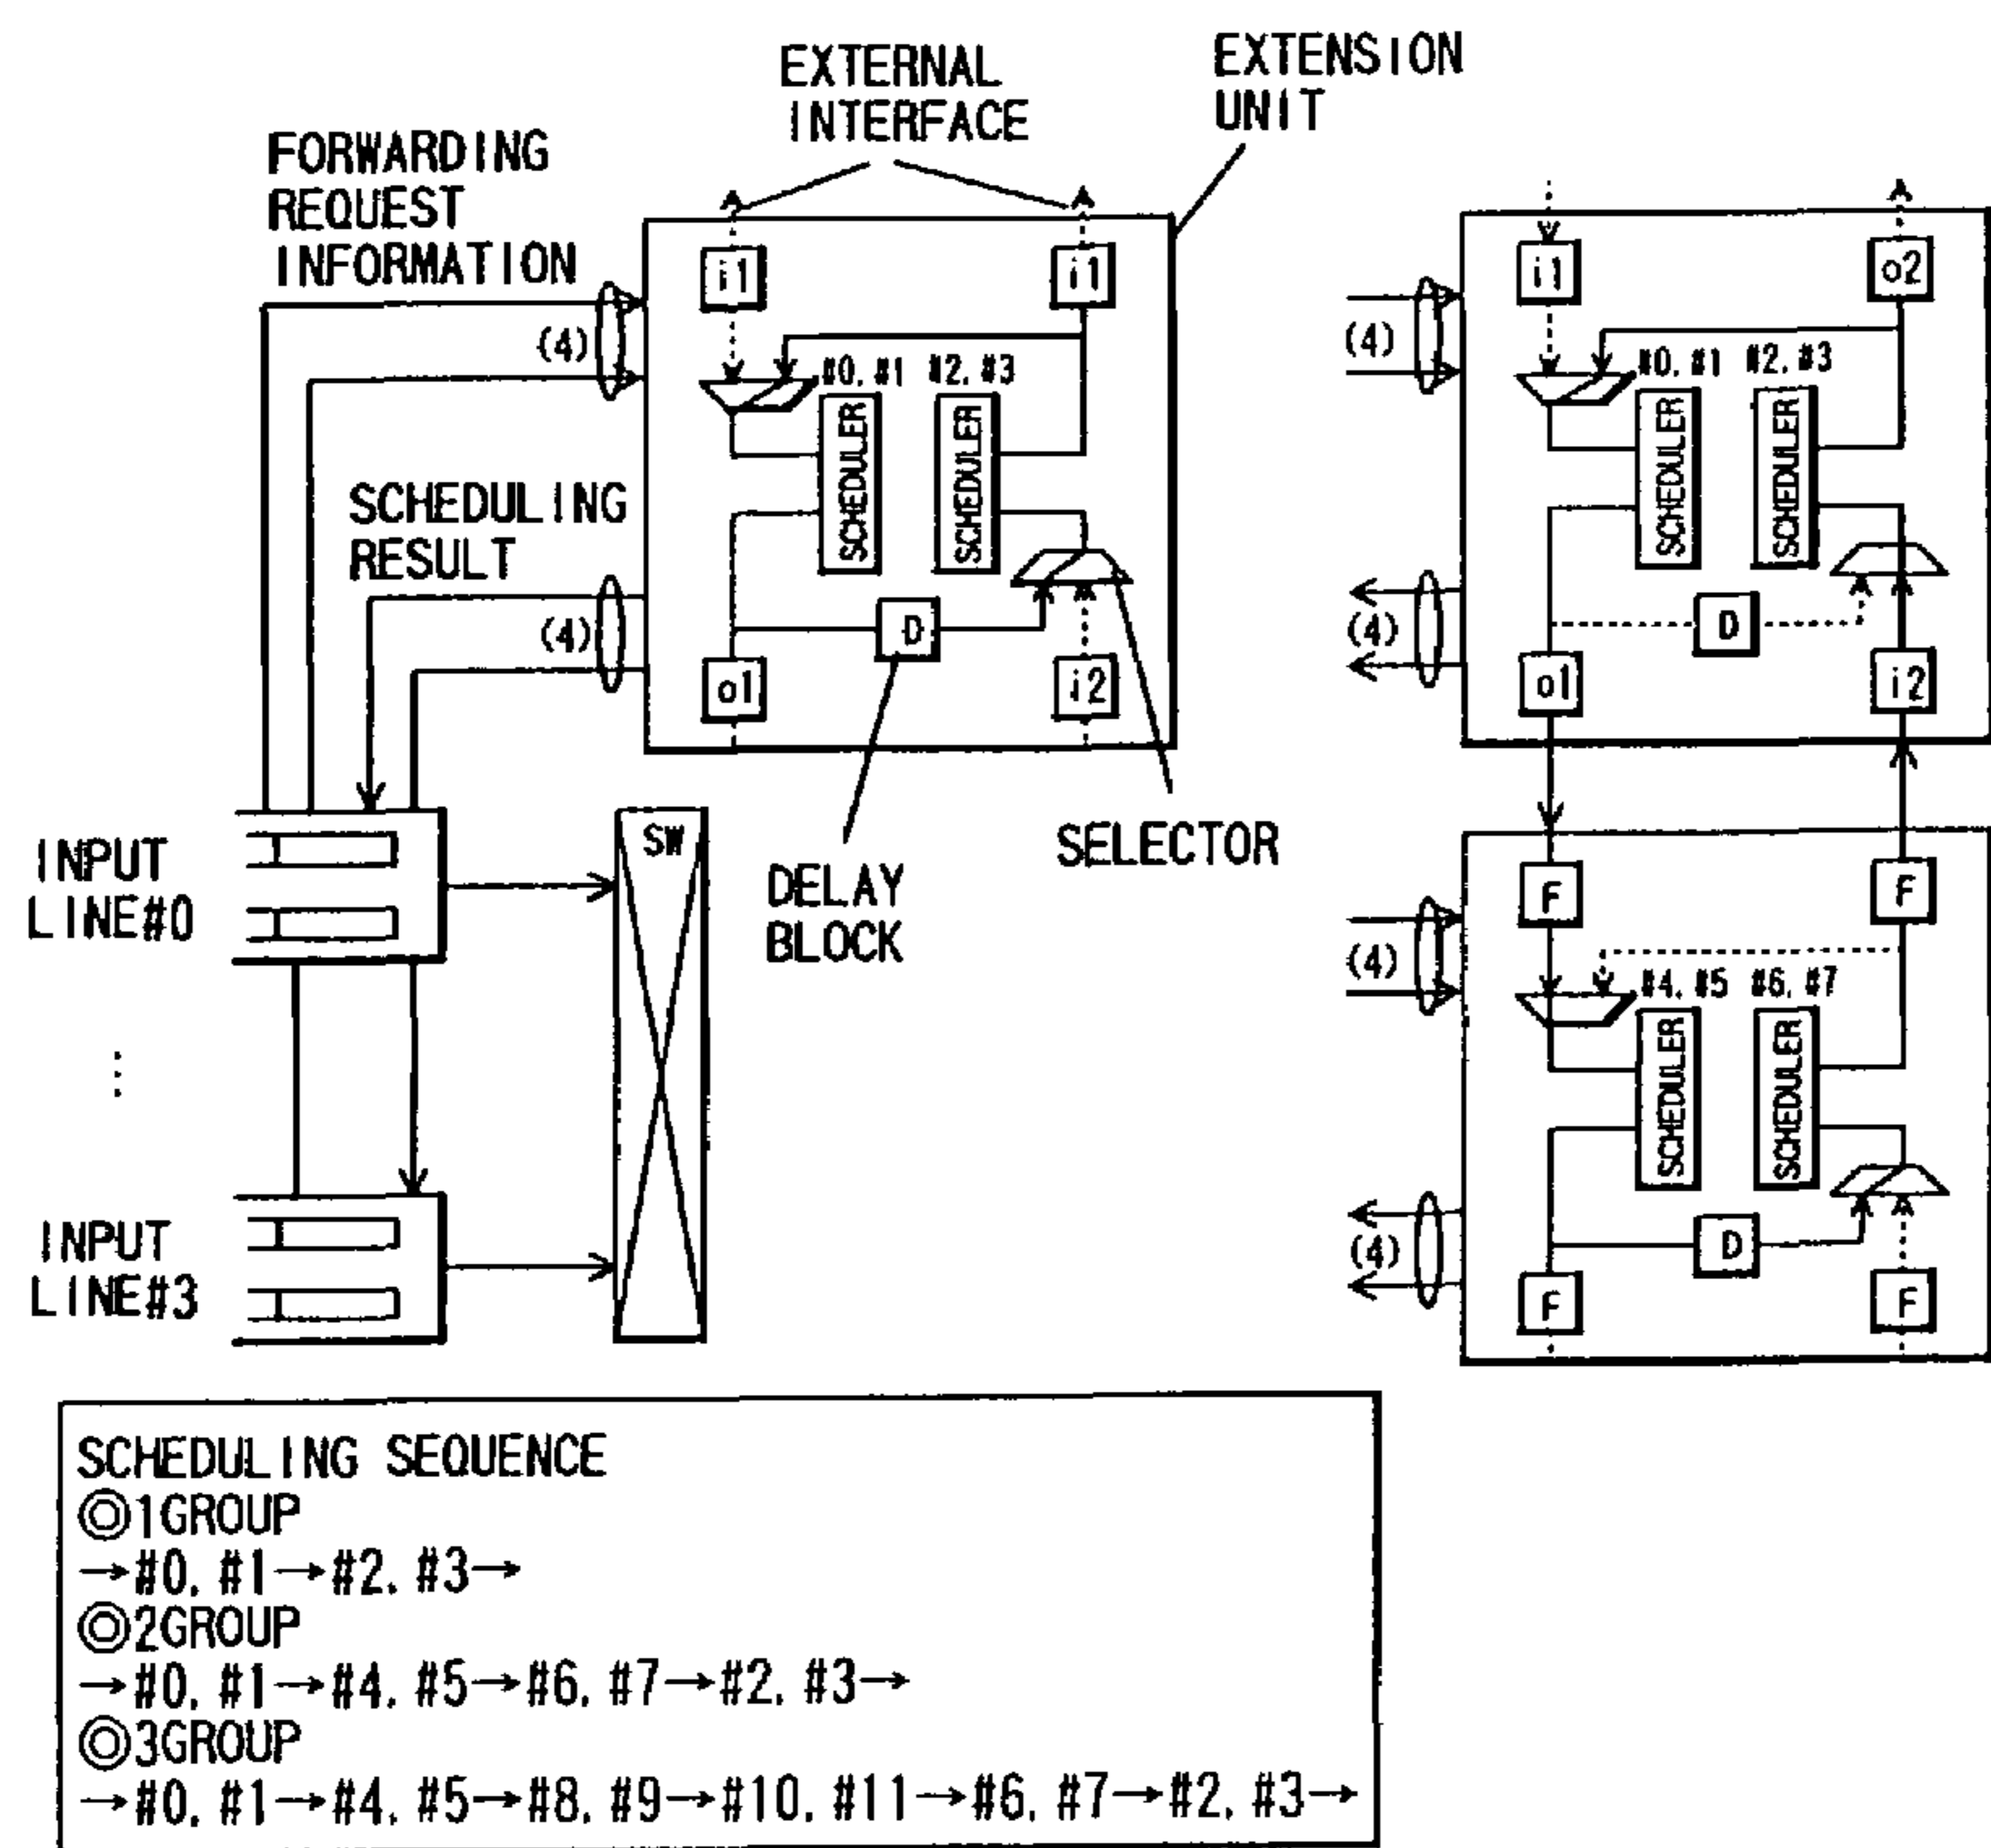 EXTERNAL
INTERFACE
EXTENSION
UNIT
FORWARDING
REQUEST
INFORMATION
(4)
i1
i1
#0, #1 #2, #3
SCHEDULER
SCHEDULER
SCHEDULING
RESULT
(4)
D
o1
i2
i1
o2
(4)
#0, #1 #2, #3
SCHEDULER
SCHEDULER
(4)
D
o1
i2
INPUT
LINE#0
SW
DELAY
BLOCK
SELECTOR
F
F
(4)
#4, #5 #6, #7
SCHEDULER
SCHEDULER
(4)
D
F
F
⋮
INPUT
LINE#3
SCHEDULING SEQUENCE
◎1GROUP
→#0, #1→#2, #3→
◎2GROUP
→#0, #1→#4, #5→#6, #7→#2, #3→
◎3GROUP
→#0, #1→#4, #5→#8, #9→#10, #11→#6, #7→#2, #3→